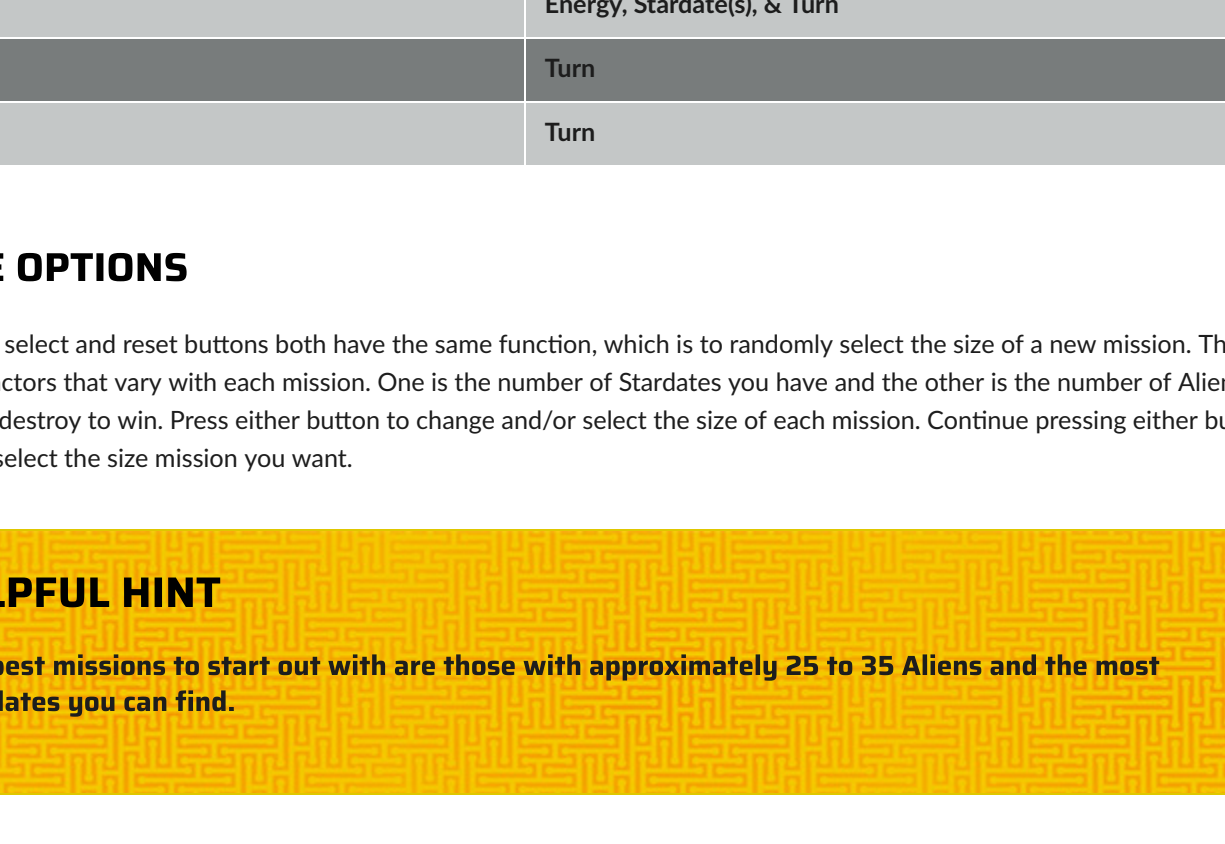 Energy, Stardate(s), & Turn
Turn
Turn
E OPTIONS
select and reset buttons both have the same function, which is to randomly select the size of a new mission. Th
actors that vary with each mission. One is the number of Stardates you have and the other is the number of Alien
destroy to win. Press either button to change and/or select the size of each mission. Continue pressing either bu
select the size mission you want.
LPFUL HINT
best missions to start out with are those with approximately 25 to 35 Aliens and the most
dates you can find.